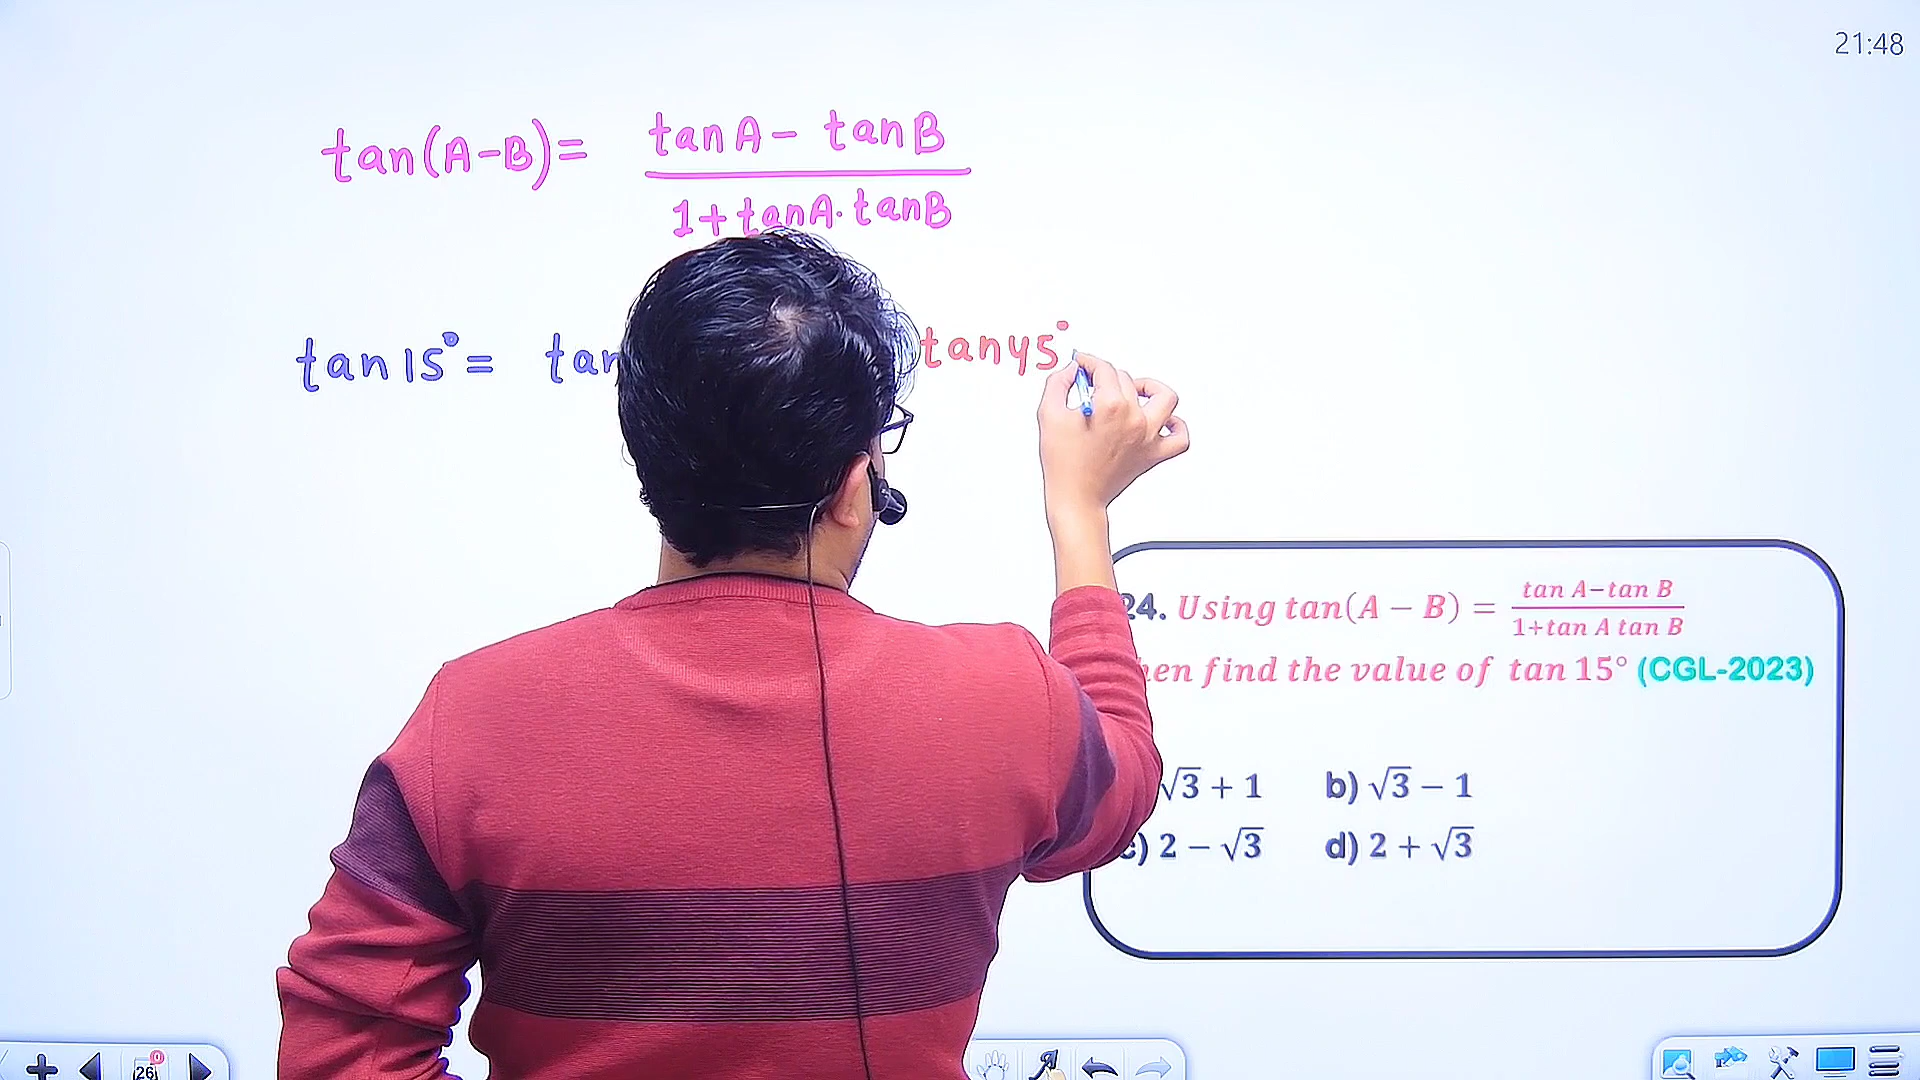 21:48
tan(A-B)= tanA - tanB
1+tanA·tanB
tan15°= tan tan45°
24. Using tan(A − B) = tan A−tan B / 1+tan A tan B
hen find the value of tan 15° (CGL-2023)
√3 + 1 b) √3 − 1
c) 2 − √3 d) 2 + √3
26